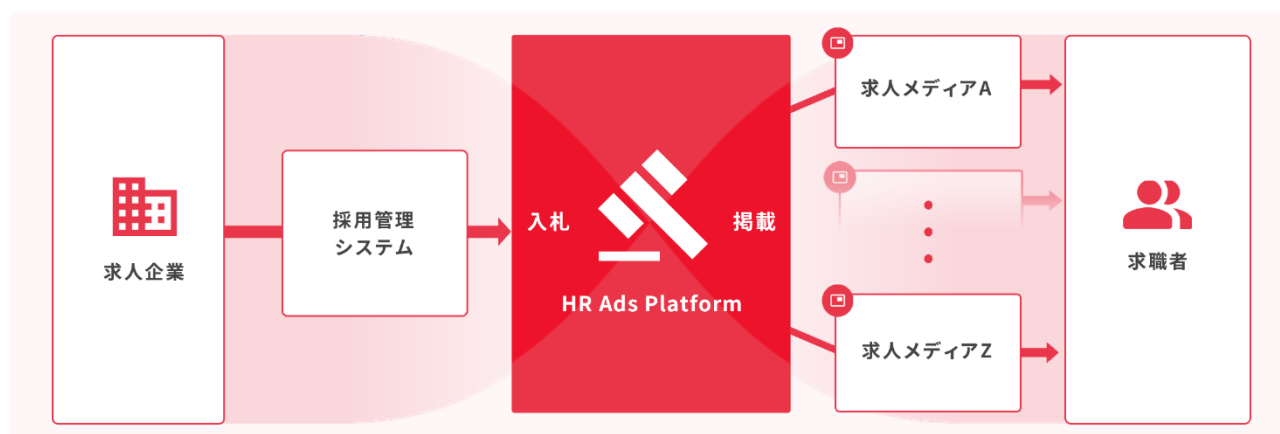 求人企業
採用管理
システム
入札
掲載
HR Ads Platform
求人メディアA
求人メディアZ
求職者